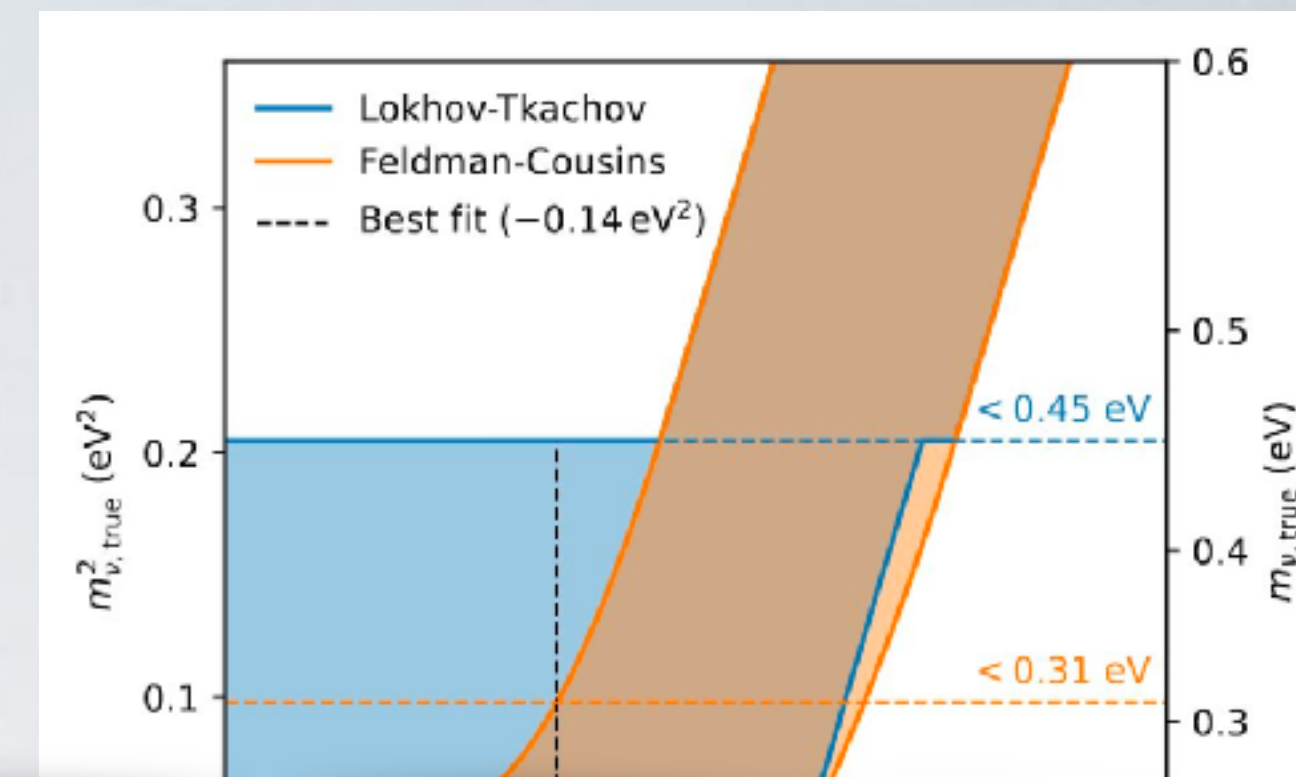 Lokhov-Tkachov
Feldman-Cousins
Best fit (−0.14 eV²)
0.3
0.2
0.1
m²ν, true (eV²)
0.6
0.5
0.4
0.3
mν, true (eV)
< 0.45 eV
< 0.31 eV